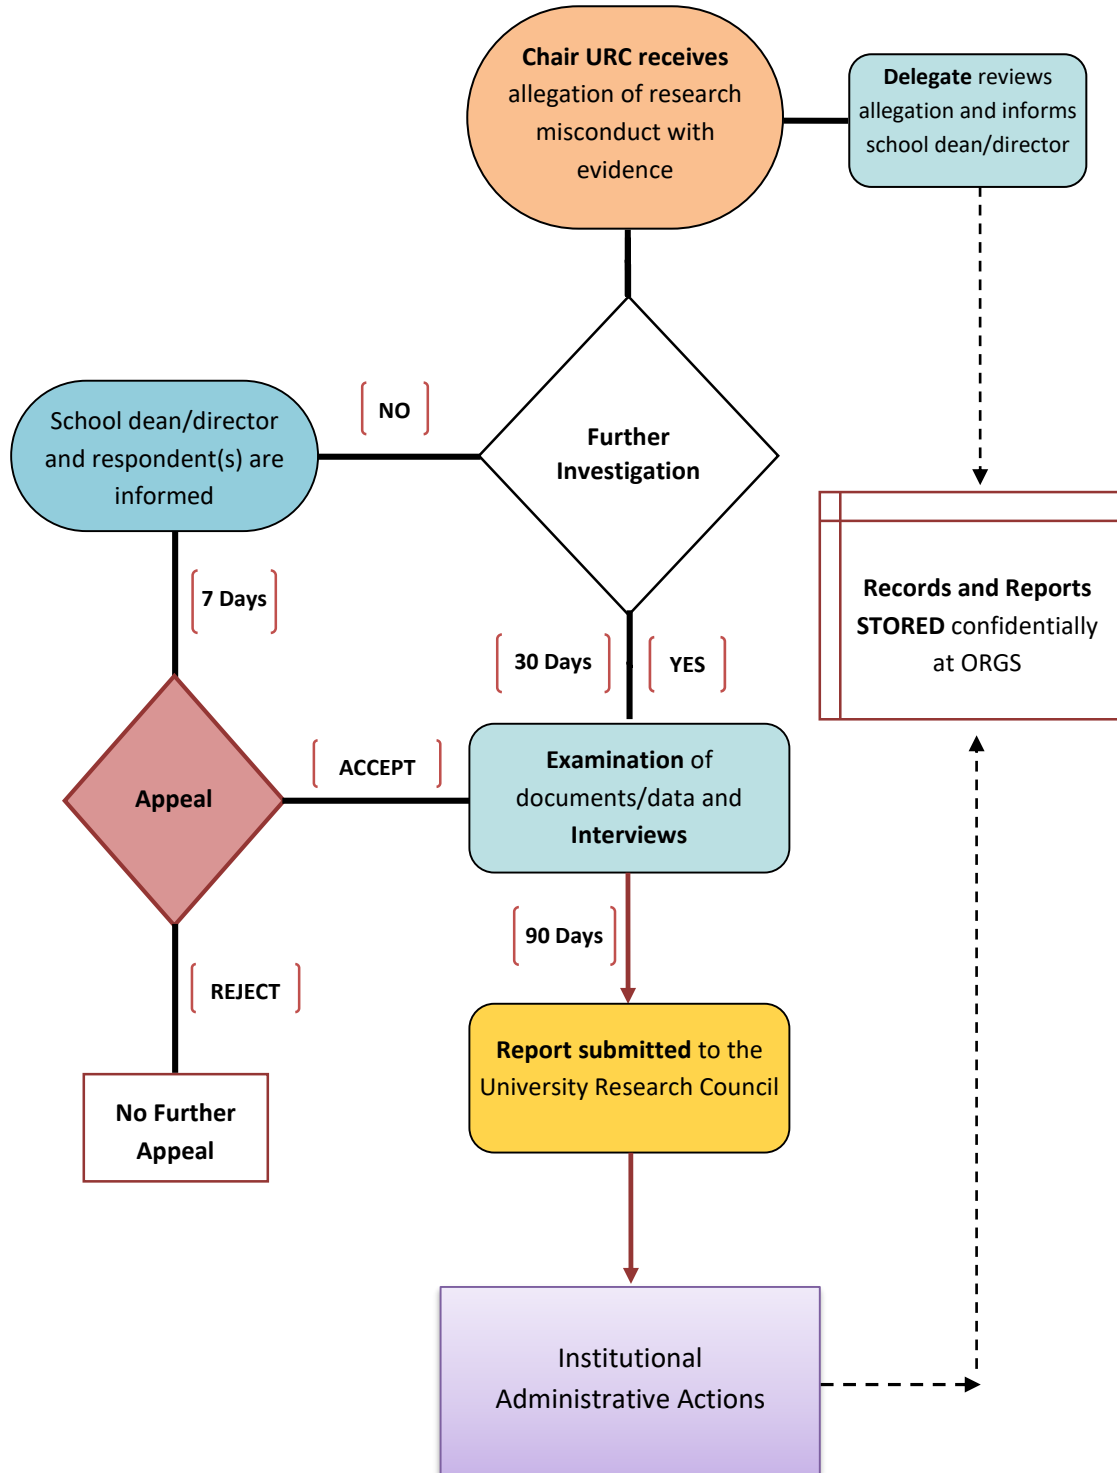 Chair URC receives
allegation of research
misconduct with
evidence
Delegate reviews
allegation and informs
school dean/director
NO
School dean/director
and respondent(s) are
informed
Further
Investigation
7 Days
Records and Reports
STORED confidentially
at ORGS
30 Days
YES
ACCEPT
Appeal
Examination of
documents/data and
Interviews
90 Days
REJECT
Report submitted to the
University Research Council
No Further
Appeal
Institutional
Administrative Actions